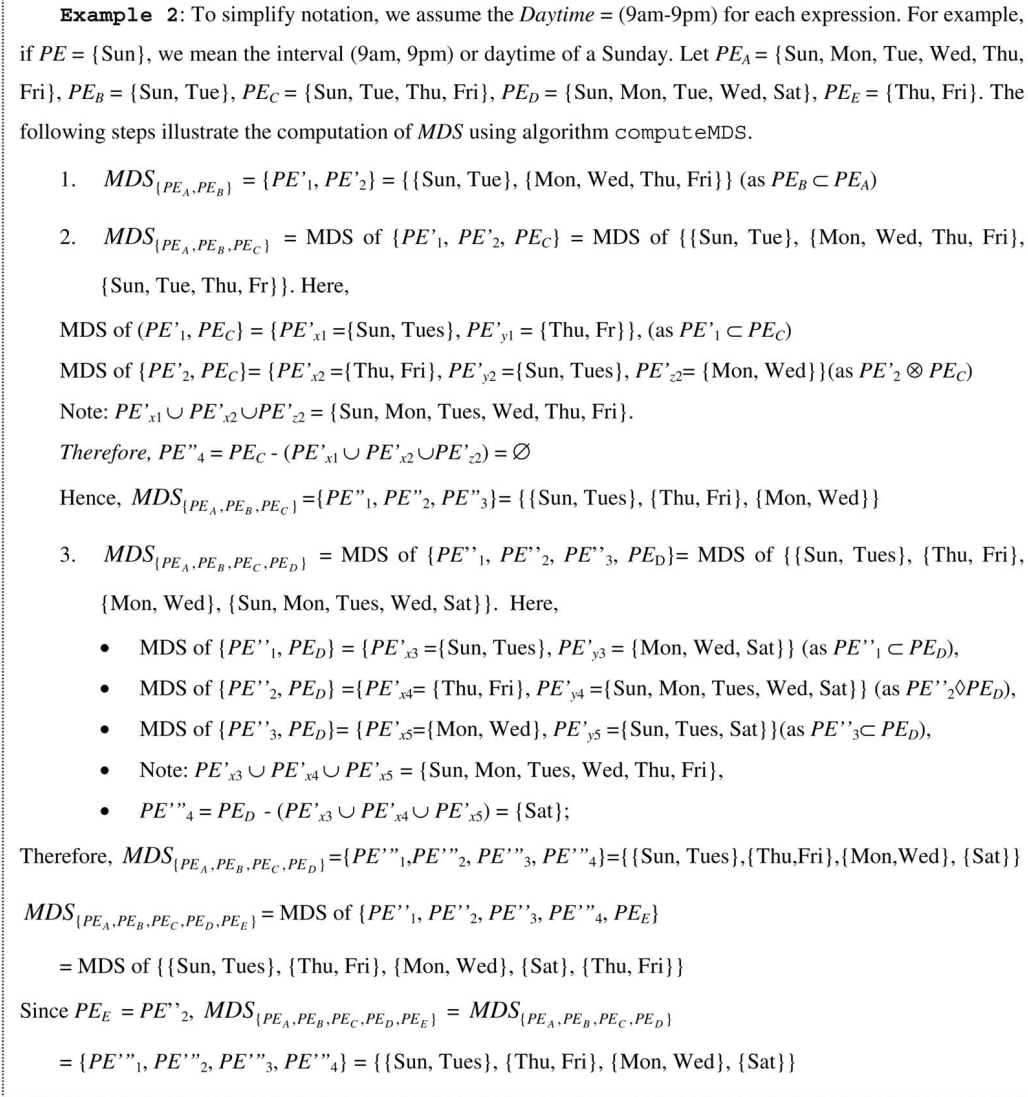 Example 2: To simplify notation, we assume the Daytime = (9am-9pm) for each expression. For example,
if PE = {Sun}, we mean the interval (9am, 9pm) or daytime of a Sunday. Let PE_A = {Sun, Mon, Tue, Wed, Thu,
Fri}, PE_B = {Sun, Tue}, PE_C = {Sun, Tue, Thu, Fri}, PE_D = {Sun, Mon, Tue, Wed, Sat}, PE_E = {Thu, Fri}. The
following steps illustrate the computation of MDS using algorithm computeMDS.
1. MDS_{PE_A,PE_B} = {PE’_1, PE’_2} = {{Sun, Tue}, {Mon, Wed, Thu, Fri}} (as PE_B ⊂ PE_A)
2. MDS_{PE_A,PE_B,PE_C} = MDS of {PE’_1, PE’_2, PE_C} = MDS of {{Sun, Tue}, {Mon, Wed, Thu, Fri},
{Sun, Tue, Thu, Fr}}. Here,
MDS of (PE’_1, PE_C} = {PE’_x1 ={Sun, Tues}, PE’_y1 = {Thu, Fr}}, (as PE’_1 ⊂ PE_C)
MDS of {PE’_2, PE_C}= {PE’_x2 ={Thu, Fri}, PE’_y2 ={Sun, Tues}, PE’_z2= {Mon, Wed}}(as PE’_2 ⊗ PE_C)
Note: PE’_x1 ∪ PE’_x2 ∪PE’_z2 = {Sun, Mon, Tues, Wed, Thu, Fri}.
Therefore, PE”_4 = PE_C - (PE’_x1 ∪ PE’_x2 ∪PE’_z2) = ∅
Hence, MDS_{PE_A,PE_B,PE_C} ={PE”_1, PE”_2, PE”_3}= {{Sun, Tues}, {Thu, Fri}, {Mon, Wed}}
3. MDS_{PE_A,PE_B,PE_C,PE_D} = MDS of {PE’’_1, PE’’_2, PE’’_3, PE_D}= MDS of {{Sun, Tues}, {Thu, Fri},
{Mon, Wed}, {Sun, Mon, Tues, Wed, Sat}}. Here,
• MDS of {PE’’_1, PE_D} = {PE’_x3 ={Sun, Tues}, PE’_y3 = {Mon, Wed, Sat}} (as PE’’_1 ⊂ PE_D),
• MDS of {PE’’_2, PE_D} ={PE’_x4= {Thu, Fri}, PE’_y4 ={Sun, Mon, Tues, Wed, Sat}} (as PE’’_2◊PE_D),
• MDS of {PE’’_3, PE_D}= {PE’_x5={Mon, Wed}, PE’_y5 ={Sun, Tues, Sat}}(as PE’’_3⊂ PE_D),
• Note: PE’_x3 ∪ PE’_x4 ∪ PE’_x5 = {Sun, Mon, Tues, Wed, Thu, Fri},
• PE’”_4 = PE_D - (PE’_x3 ∪ PE’_x4 ∪ PE’_x5) = {Sat};
Therefore, MDS_{PE_A,PE_B,PE_C,PE_D}={PE’”_1,PE’”_2, PE’”_3, PE’”_4}={{Sun, Tues},{Thu,Fri},{Mon,Wed}, {Sat}}
MDS_{PE_A,PE_B,PE_C,PE_D,PE_E} = MDS of {PE’’_1, PE’’_2, PE’’_3, PE’”_4, PE_E}
= MDS of {{Sun, Tues}, {Thu, Fri}, {Mon, Wed}, {Sat}, {Thu, Fri}}
Since PE_E = PE’’_2, MDS_{PE_A,PE_B,PE_C,PE_D,PE_E} = MDS_{PE_A,PE_B,PE_C,PE_D}
= {PE’”_1, PE’”_2, PE’”_3, PE’”_4} = {{Sun, Tues}, {Thu, Fri}, {Mon, Wed}, {Sat}}